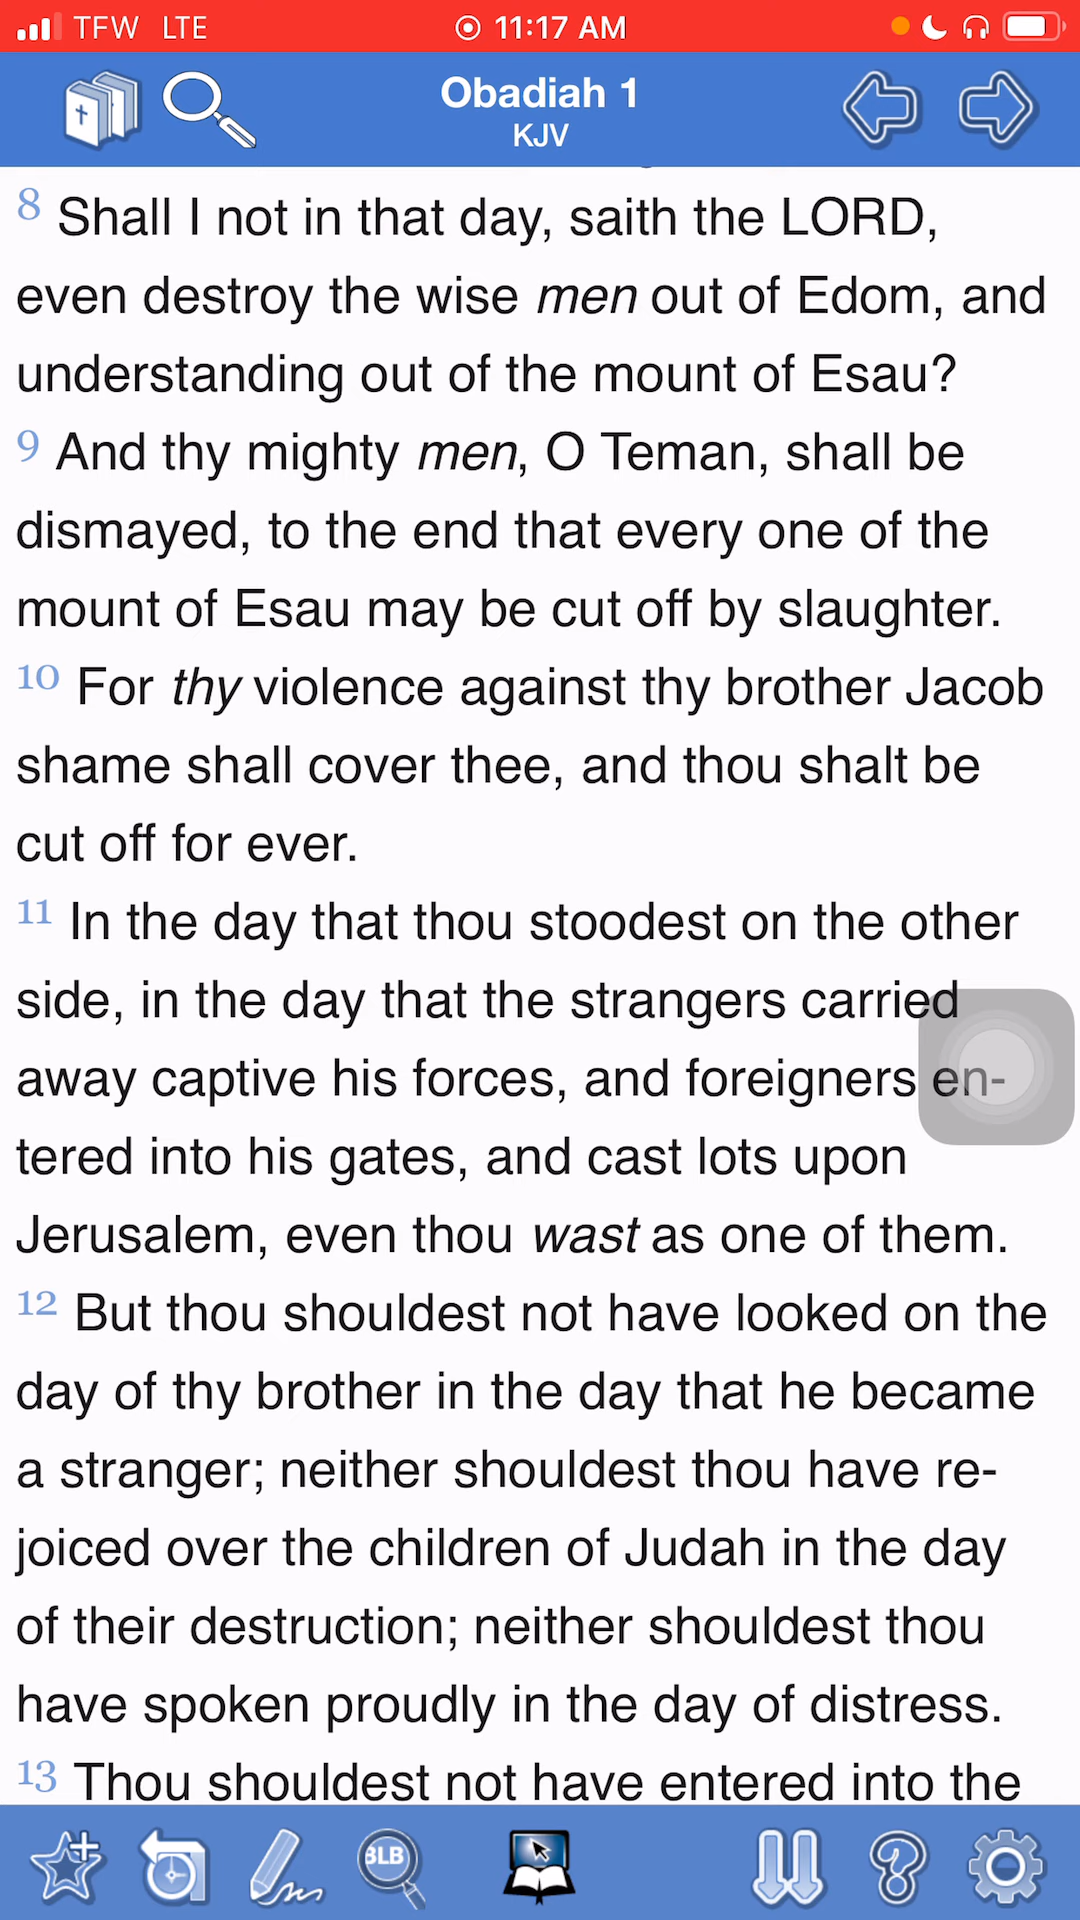 TFW LTE 11:17 AM
Obadiah 1
KJV
8 Shall I not in that day, saith the LORD,
even destroy the wise men out of Edom, and
understanding out of the mount of Esau?
9 And thy mighty men, O Teman, shall be
dismayed, to the end that every one of the
mount of Esau may be cut off by slaughter.
10 For thy violence against thy brother Jacob
shame shall cover thee, and thou shalt be
cut off for ever.
11 In the day that thou stoodest on the other
side, in the day that the strangers carried
away captive his forces, and foreigners en-
tered into his gates, and cast lots upon
Jerusalem, even thou wast as one of them.
12 But thou shouldest not have looked on the
day of thy brother in the day that he became
a stranger; neither shouldest thou have re-
joiced over the children of Judah in the day
of their destruction; neither shouldest thou
have spoken proudly in the day of distress.
13 Thou shouldest not have entered into the
BLB